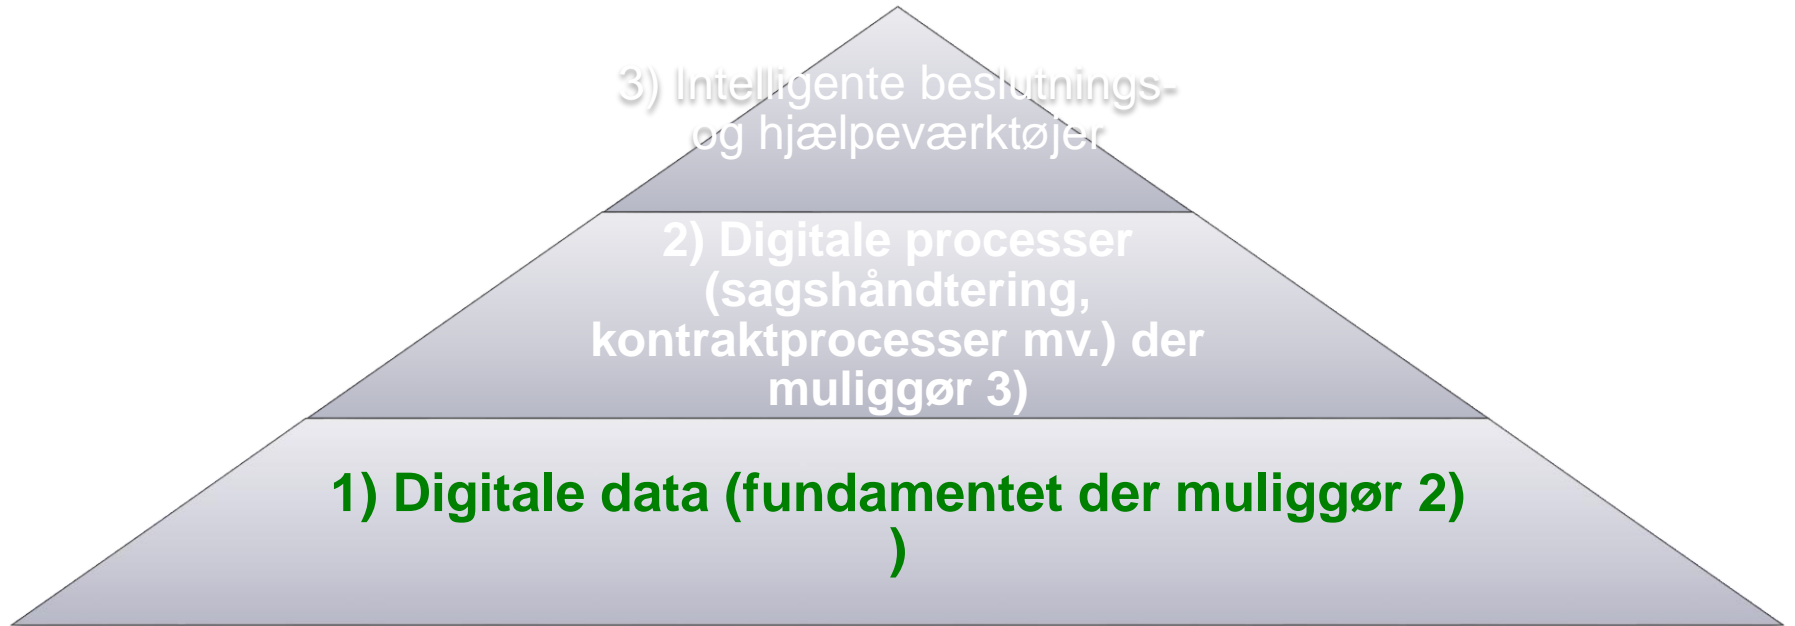 3) Intelligente beslutnings-
og hjælpeværktøjer
2) Digitale processer
(sagshåndtering,
kontraktprocesser mv.) der
muliggør 3)
1) Digitale data (fundamentet der muliggør 2)
)